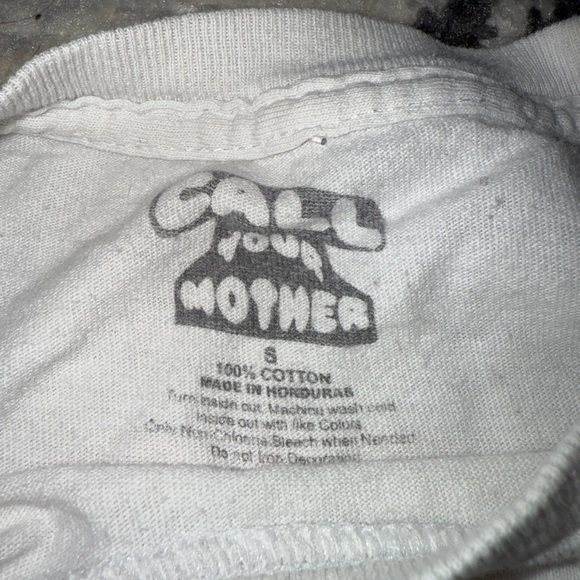 CALL
YOUR
MOTHER
S
100% COTTON
MADE IN HONDURAS
Turn inside out. Machine wash cold
Inside out with like Colors
Only Non-Chlorine Bleach when Needed
Do not Iron Decoration